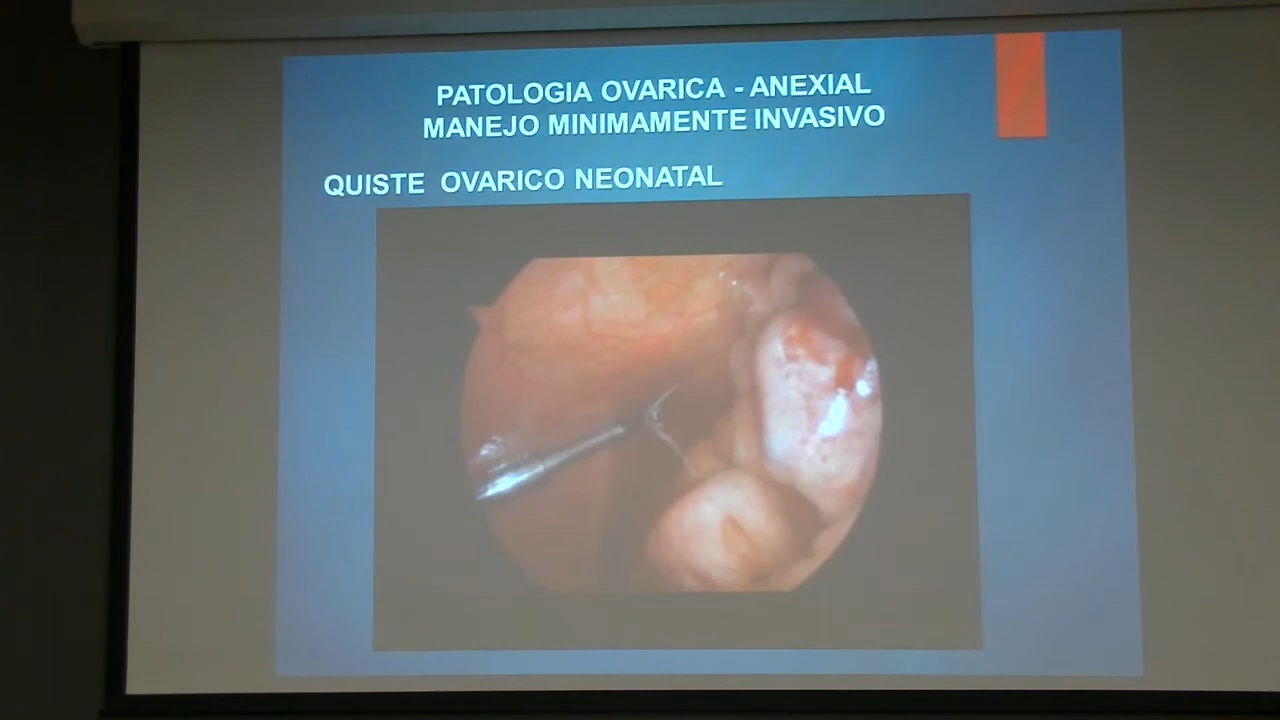 PATOLOGIA OVARICA - ANEXIAL
MANEJO MINIMAMENTE INVASIVO
QUISTE OVARICO NEONATAL